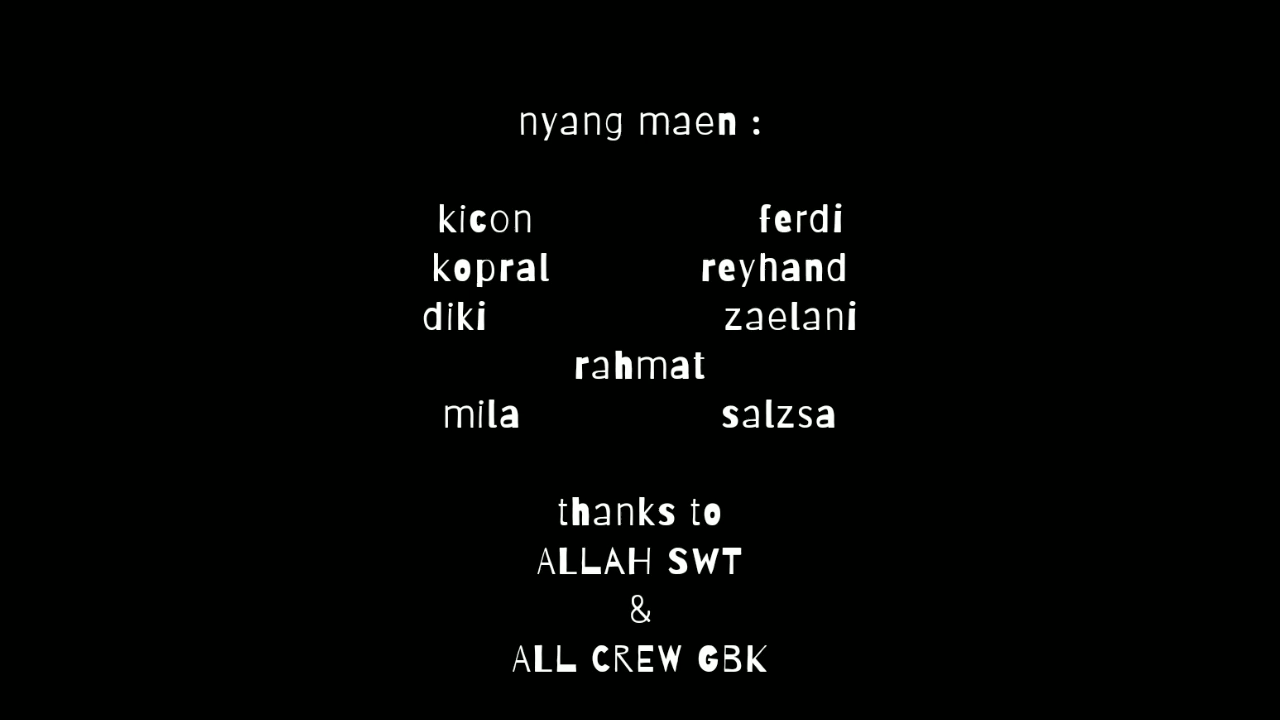 nyang maen :
kicon ferdi
kopral reyhand
diki zaelani
rahmat
mila salzsa
thanks to
ALLAH SWT
&
ALL CREW GBK